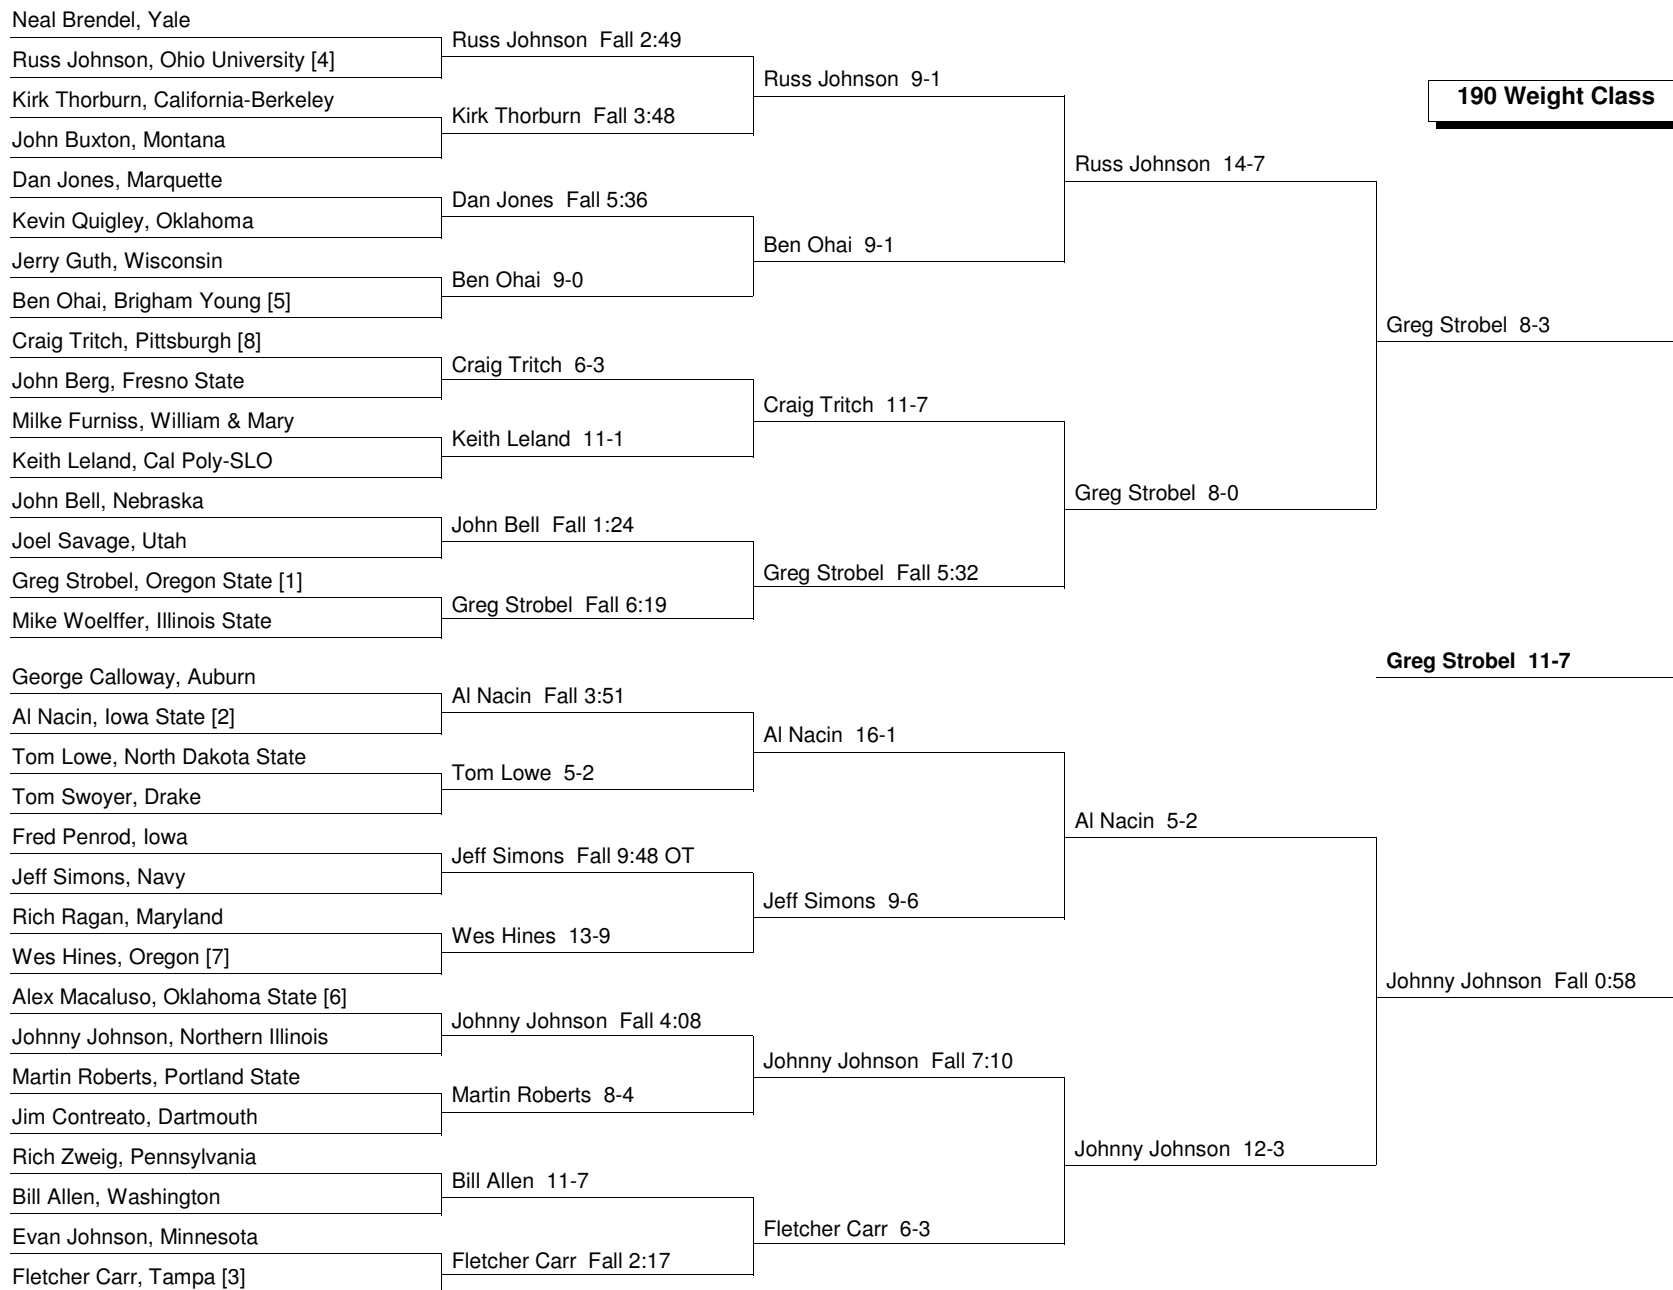 190 Weight Class
Neal Brendel, Yale
Russ Johnson, Ohio University [4]
Kirk Thorburn, California-Berkeley
John Buxton, Montana
Dan Jones, Marquette
Kevin Quigley, Oklahoma
Jerry Guth, Wisconsin
Ben Ohai, Brigham Young [5]
Craig Tritch, Pittsburgh [8]
John Berg, Fresno State
Milke Furniss, William & Mary
Keith Leland, Cal Poly-SLO
John Bell, Nebraska
Joel Savage, Utah
Greg Strobel, Oregon State [1]
Mike Woelffer, Illinois State
George Calloway, Auburn
Al Nacin, Iowa State [2]
Tom Lowe, North Dakota State
Tom Swoyer, Drake
Fred Penrod, Iowa
Jeff Simons, Navy
Rich Ragan, Maryland
Wes Hines, Oregon [7]
Alex Macaluso, Oklahoma State [6]
Johnny Johnson, Northern Illinois
Martin Roberts, Portland State
Jim Contreato, Dartmouth
Rich Zweig, Pennsylvania
Bill Allen, Washington
Evan Johnson, Minnesota
Fletcher Carr, Tampa [3]
Russ Johnson Fall 2:49
Kirk Thorburn Fall 3:48
Dan Jones Fall 5:36
Ben Ohai 9-0
Craig Tritch 6-3
Keith Leland 11-1
John Bell Fall 1:24
Greg Strobel Fall 6:19
Al Nacin Fall 3:51
Tom Lowe 5-2
Jeff Simons Fall 9:48 OT
Wes Hines 13-9
Johnny Johnson Fall 4:08
Martin Roberts 8-4
Bill Allen 11-7
Fletcher Carr Fall 2:17
Russ Johnson 9-1
Ben Ohai 9-1
Craig Tritch 11-7
Greg Strobel Fall 5:32
Al Nacin 16-1
Jeff Simons 9-6
Johnny Johnson Fall 7:10
Fletcher Carr 6-3
Russ Johnson 14-7
Greg Strobel 8-0
Al Nacin 5-2
Johnny Johnson 12-3
Greg Strobel 8-3
Greg Strobel 11-7
Johnny Johnson Fall 0:58